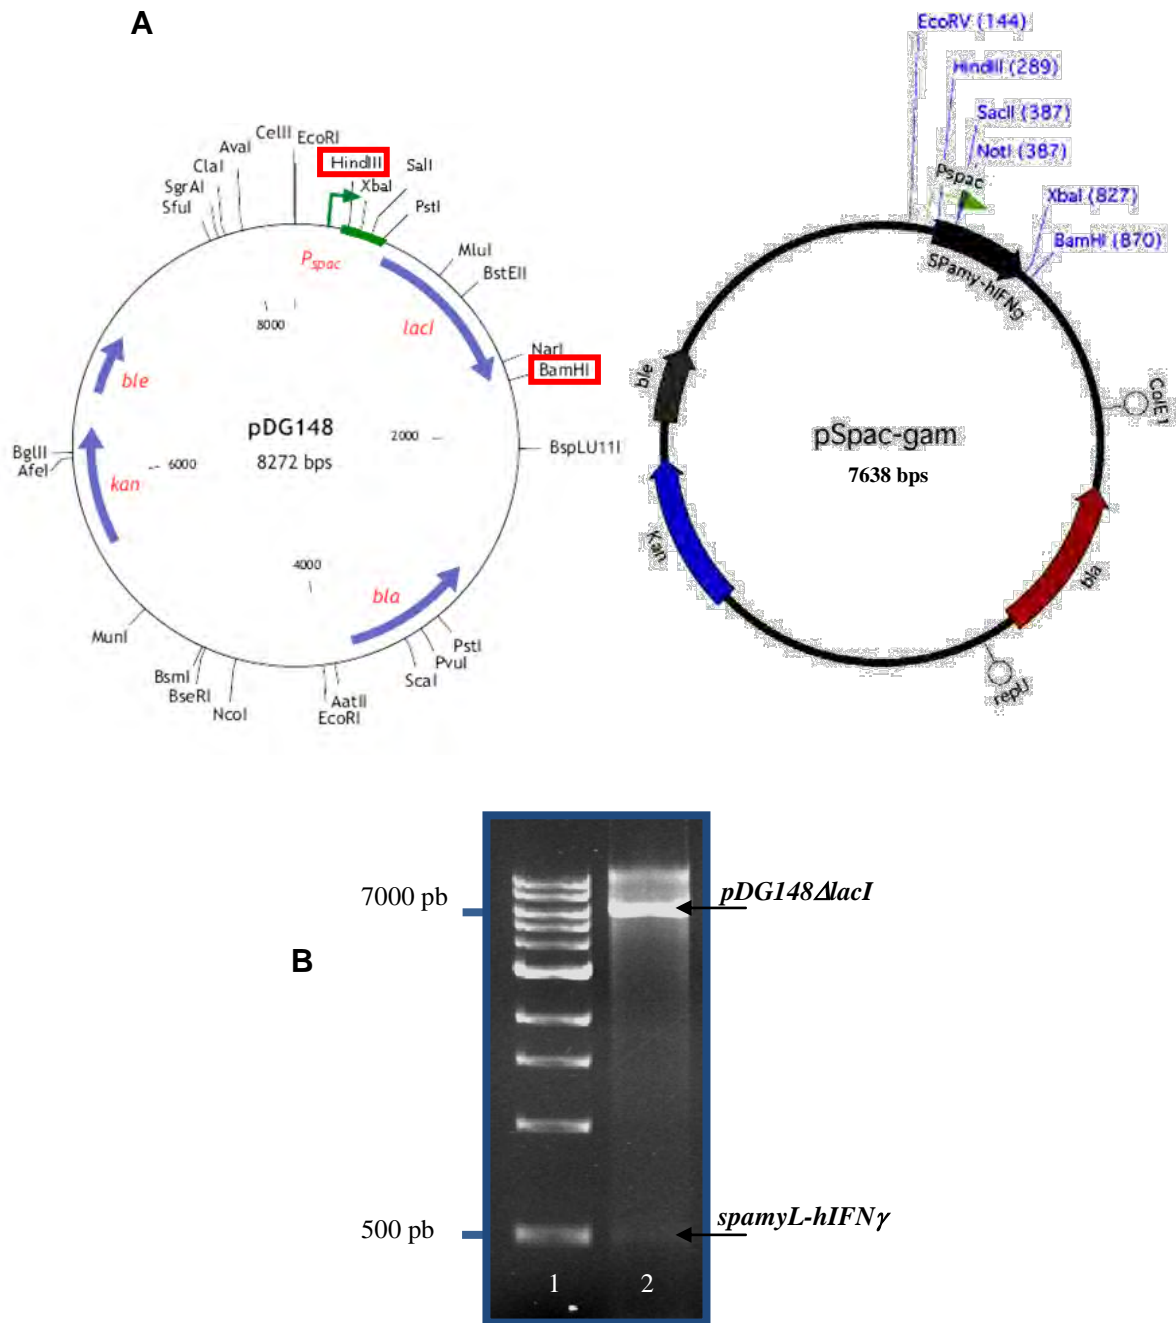 A
CelII EcoRI
HindIII
AvaI
ClaI
SgrAI
SfuI
XbaI
SalI
PstI
MluI
BstEII
NarI
BamHI
BspLU11I
PstI
PvuI
ScaI
AatII
EcoRI
NcoI
BseRI
BsmI
MunI
AfeI
BglII
Pspac
lacI
ble
kan
bla
8000
2000
4000
6000
pDG148
8272 bps
EcoRV (144)
HindIII (289)
SacII (387)
NotI (387)
Pspac
XbaI (827)
BamHI (870)
SPamy-hIFNg
ble
Kan
ColE1
bla
repU
pSpac-gam
7638 bps
B
7000 pb
500 pb
pDG148ΔlacI
spamyL-hIFNγ
1
2